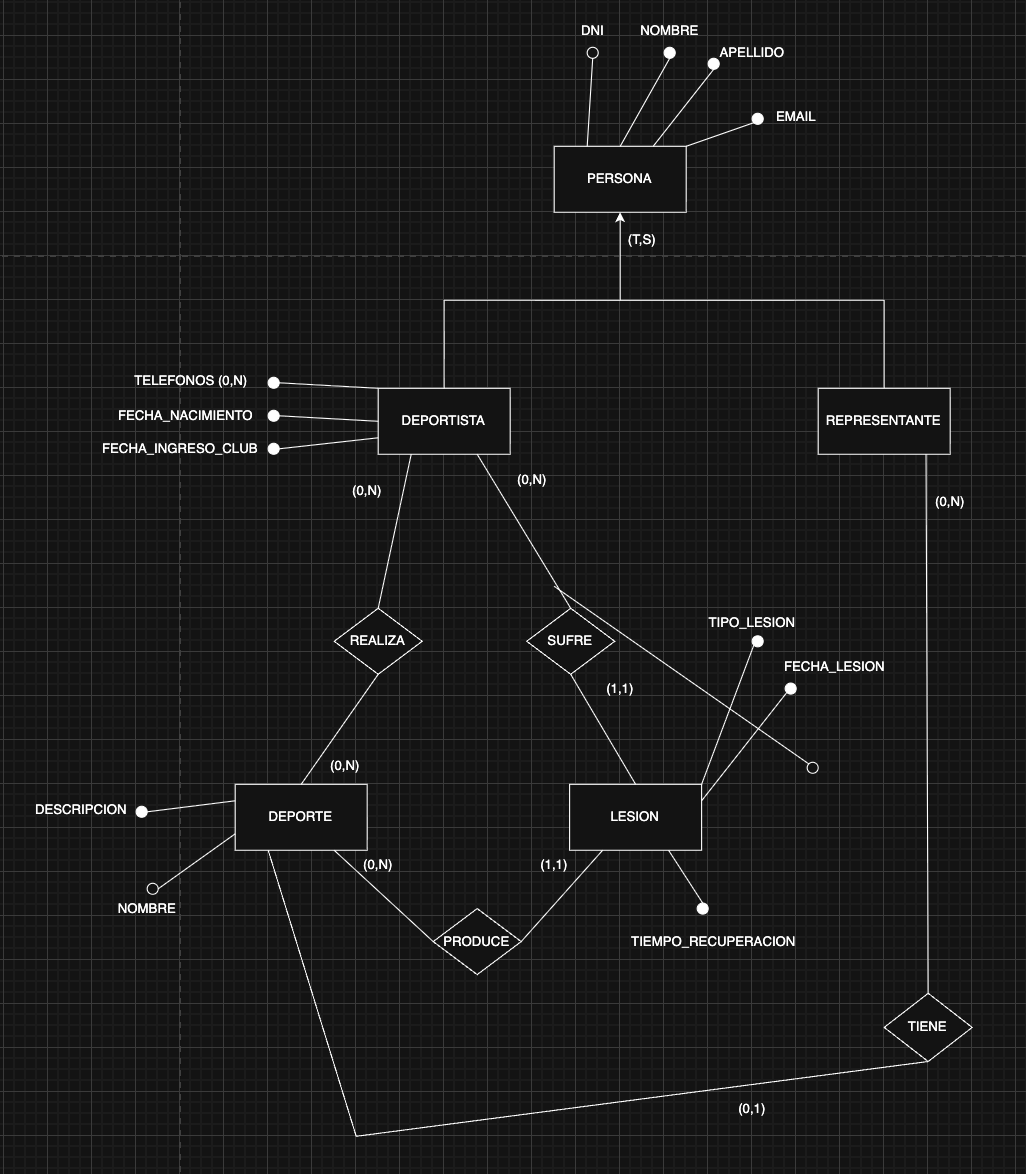 DNI
NOMBRE
APELLIDO
EMAIL
PERSONA
(T,S)
TELEFONOS (0,N)
FECHA_NACIMIENTO
FECHA_INGRESO_CLUB
DEPORTISTA
REPRESENTANTE
(0,N)
(0,N)
(0,N)
REALIZA
SUFRE
TIPO_LESION
FECHA_LESION
(1,1)
(0,N)
DESCRIPCION
DEPORTE
LESION
(0,N)
(1,1)
NOMBRE
PRODUCE
TIEMPO_RECUPERACION
TIENE
(0,1)